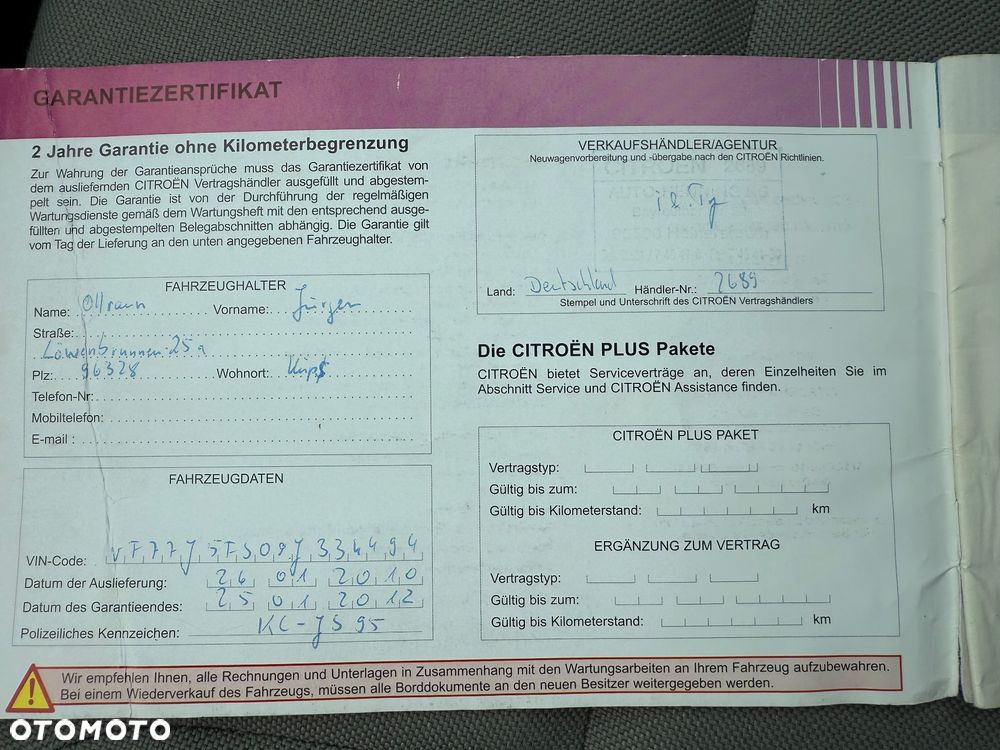 GARANTIEZERTIFIKAT
2 Jahre Garantie ohne Kilometerbegrenzung
Zur Wahrung der Garantieansprüche muss das Garantiezertifikat von
dem ausliefernden CITROËN Vertragshändler ausgefüllt und abgestem-
pelt sein. Die Garantie ist von der Durchführung der regelmäßigen
Wartungsdienste gemäß dem Wartungsheft mit den entsprechend ausge-
füllten und abgestempelten Belegabschnitten abhängig. Die Garantie gilt
vom Tag der Lieferung an den unten angegebenen Fahrzeughalter.
FAHRZEUGHALTER
Name: Vorname: Jürgen
Straße:
Löwenbrunnen 25a
Plz: 96328 Wohnort: Küps
Telefon-Nr:
Mobiltelefon:
E-mail :
FAHRZEUGDATEN
VIN-Code: VF77J5FS09J334494
Datum der Auslieferung: 26 01 2010
Datum des Garantieendes: 25 01 2012
Polizeiliches Kennzeichen: KC-JS 95
VERKAUFSHÄNDLER/AGENTUR
Neuwagenvorbereitung und -übergabe nach den CITROËN Richtlinien.
Land: Deutschland Händler-Nr.: 2689
Stempel und Unterschrift des CITROËN Vertragshändlers
Die CITROËN PLUS Pakete
CITROËN bietet Serviceverträge an, deren Einzelheiten Sie im
Abschnitt Service und CITROËN Assistance finden.
CITROËN PLUS PAKET
Vertragstyp:
Gültig bis zum:
Gültig bis Kilometerstand: km
ERGÄNZUNG ZUM VERTRAG
Vertragstyp:
Gültig bis zum:
Gültig bis Kilometerstand: km
Wir empfehlen Ihnen, alle Rechnungen und Unterlagen in Zusammenhang mit den Wartungsarbeiten an Ihrem Fahrzeug aufzubewahren.
Bei einem Wiederverkauf des Fahrzeugs, müssen alle Borddokumente an den neuen Besitzer weitergegeben werden.
OTOMOTO